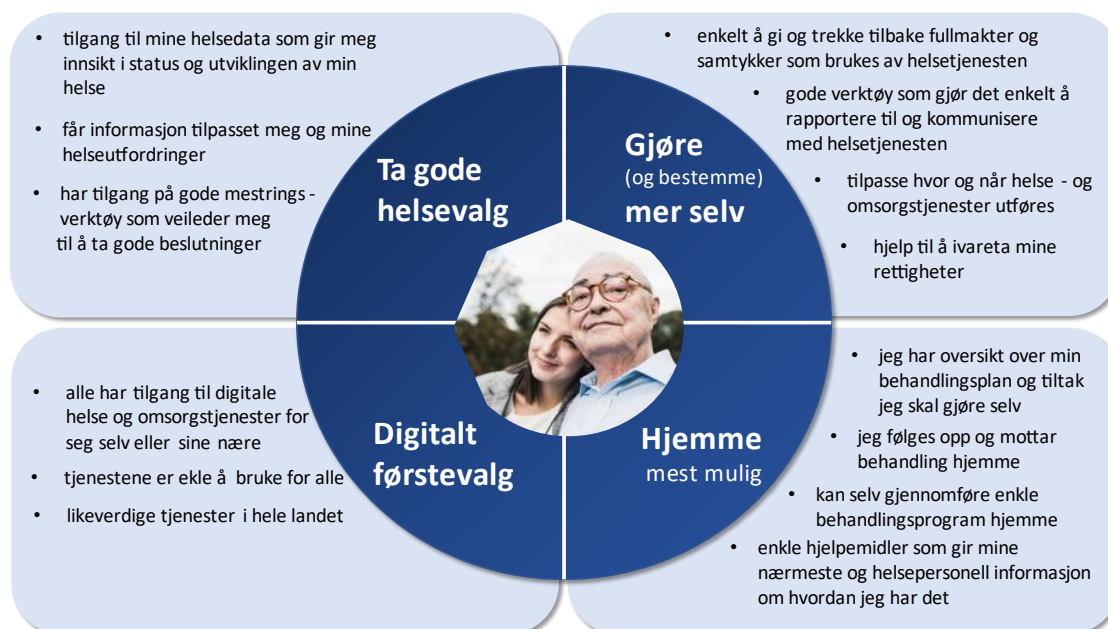 • tilgang til mine helsedata som gir meg
innsikt i status og utviklingen av min
helse
• får informasjon tilpasset meg og mine
helseutfordringer
• har tilgang på gode mestrings -
verktøy som veileder meg
til å ta gode beslutninger
Ta gode
helsevalg
Gjøre
(og bestemme)
mer selv
• enkelt å gi og trekke tilbake fullmakter og
samtykker som brukes av helsetjenesten
• gode verktøy som gjør det enkelt å
rapportere til og kommunisere
med helsetjenesten
• tilpasse hvor og når helse - og
omsorgstjenester utføres
• hjelp til å ivareta mine
rettigheter
• alle har tilgang til digitale
helse og omsorgstjenester for
seg selv eller sine nære
• tjenestene er ekle å bruke for alle
• likeverdige tjenester i hele landet
Digitalt
førstevalg
Hjemme
mest mulig
• jeg har oversikt over min
behandlingsplan og tiltak
jeg skal gjøre selv
• jeg følges opp og mottar
behandling hjemme
• kan selv gjennomføre enkle
behandlingsprogram hjemme
• enkle hjelpemidler som gir mine
nærmeste og helsepersonell informasjon
om hvordan jeg har det